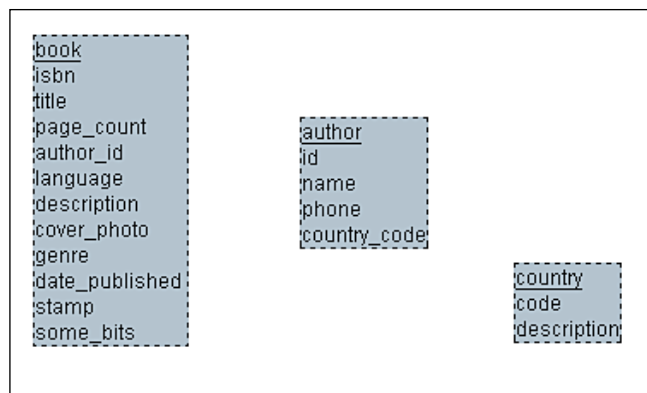 book
isbn
title
page_count
author_id
language
description
cover_photo
genre
date_published
stamp
some_bits
author
id
name
phone
country_code
country
code
description